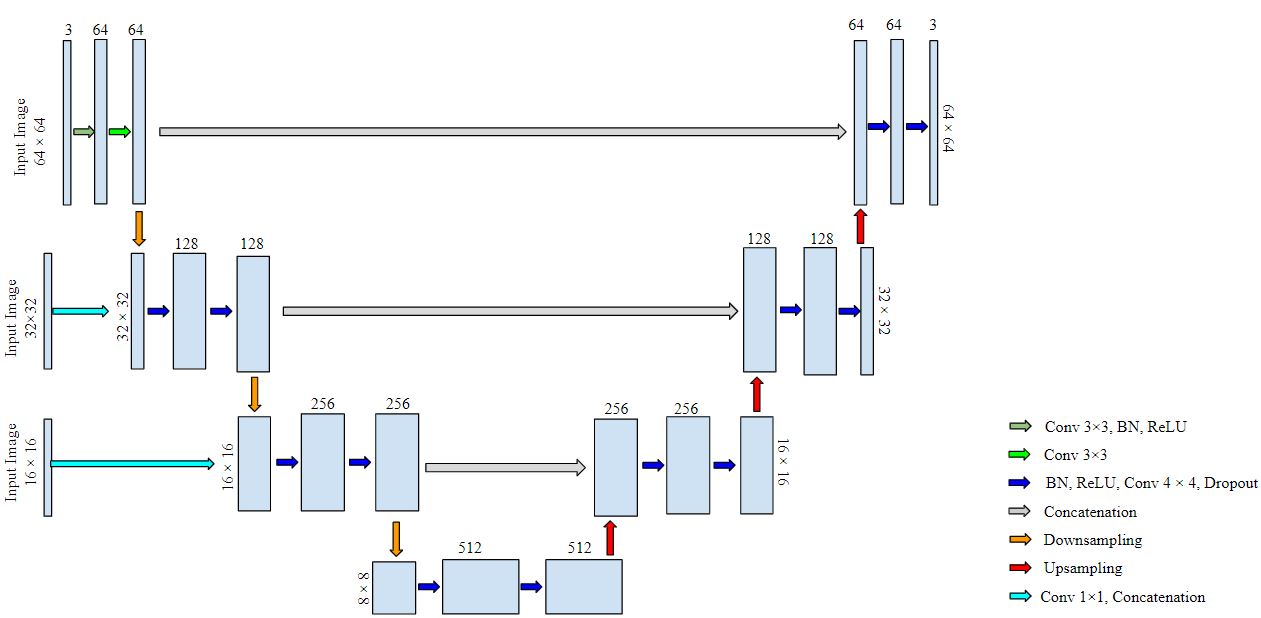 3 64 64
64 64 3
Input Image
64 × 64
64 × 64
128 128
128 128
Input Image
32×32
32 × 32
32 × 32
256 256
256 256
Input Image
16 × 16
16 × 16
16 × 16
512 512
8 × 8
Conv 3×3, BN, ReLU
Conv 3×3
BN, ReLU, Conv 4 × 4, Dropout
Concatenation
Downsampling
Upsampling
Conv 1×1, Concatenation